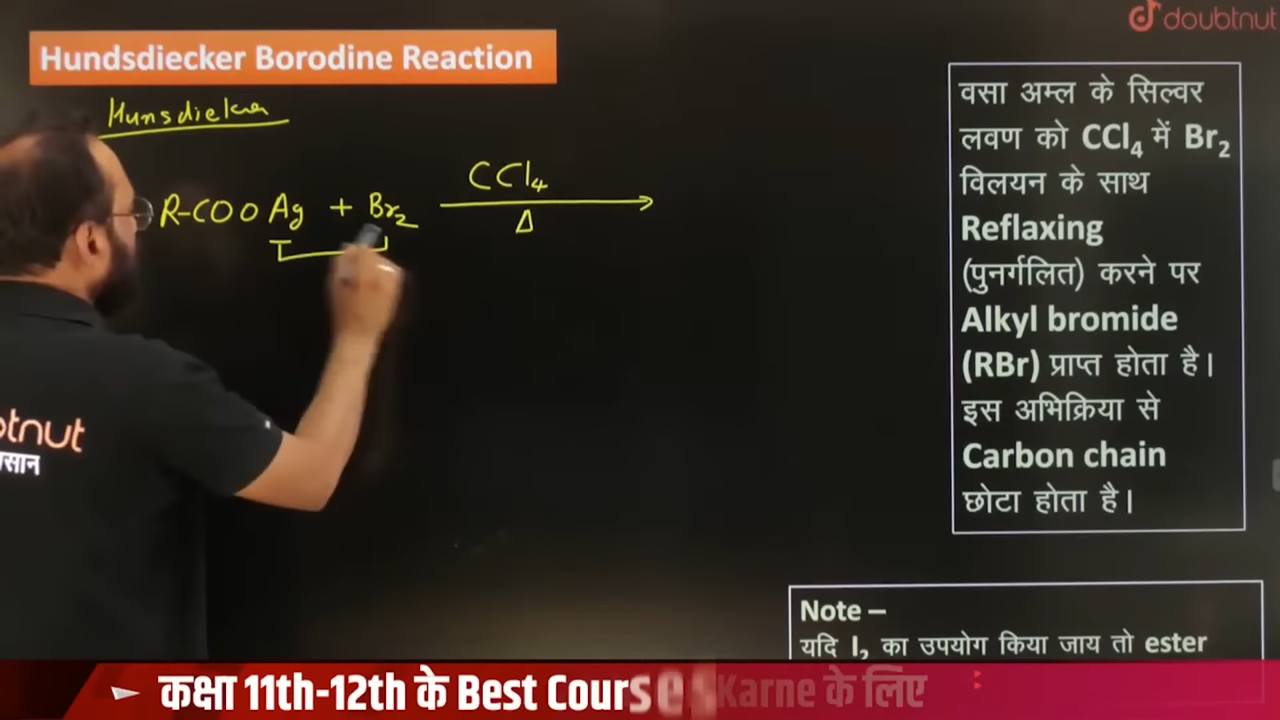 doubtnut
Hundsdiecker Borodine Reaction
Hunsdieker
R-COOAg + Br₂
CCl₄
Δ
वसा अम्ल के सिल्वर
लवण को CCl₄ में Br₂
विलयन के साथ
Reflaxing
(पुनर्गलित) करने पर
Alkyl bromide
(RBr) प्राप्त होता है।
इस अभिक्रिया से
Carbon chain
छोटा होता है।
Note –
यदि I₂ का उपयोग किया जाय तो ester
कक्षा 11th-12th के Best Courses Karne के लिए